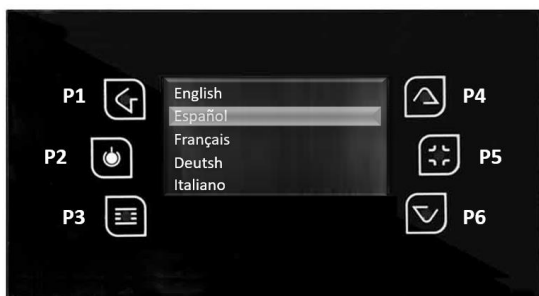 P1
English
P4
Español
P2
Français
P5
Deutsh
Italiano
P3
P6